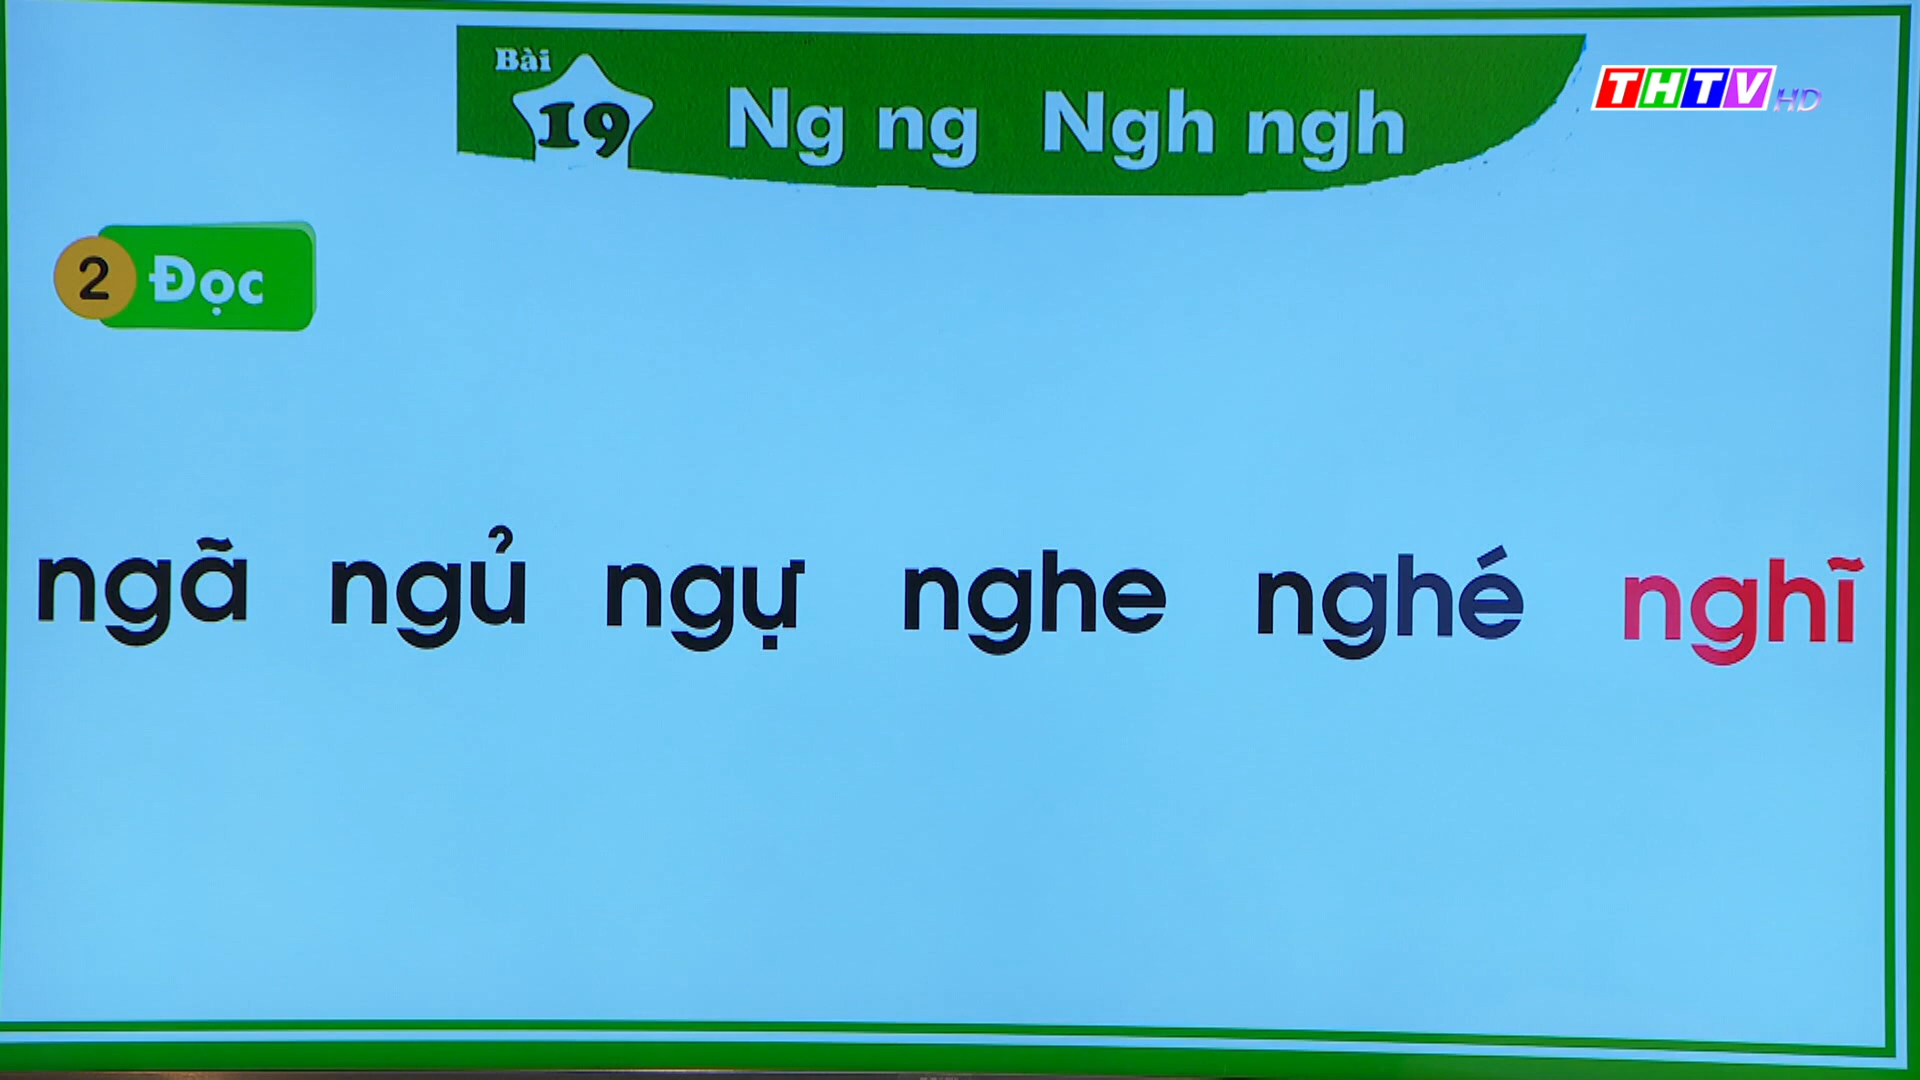 Bài
19 Ng ng Ngh ngh
THTV HD
2 Đọc
ngã ngủ ngự nghe nghé nghĩ